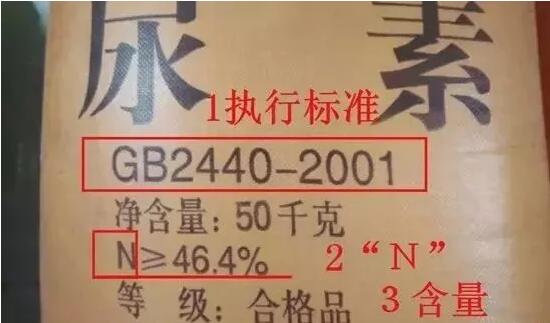 尿素
1执行标准
GB2440-2001
净含量:50千克
N≥46.4% 2“N”
等 级:合格品 3含量